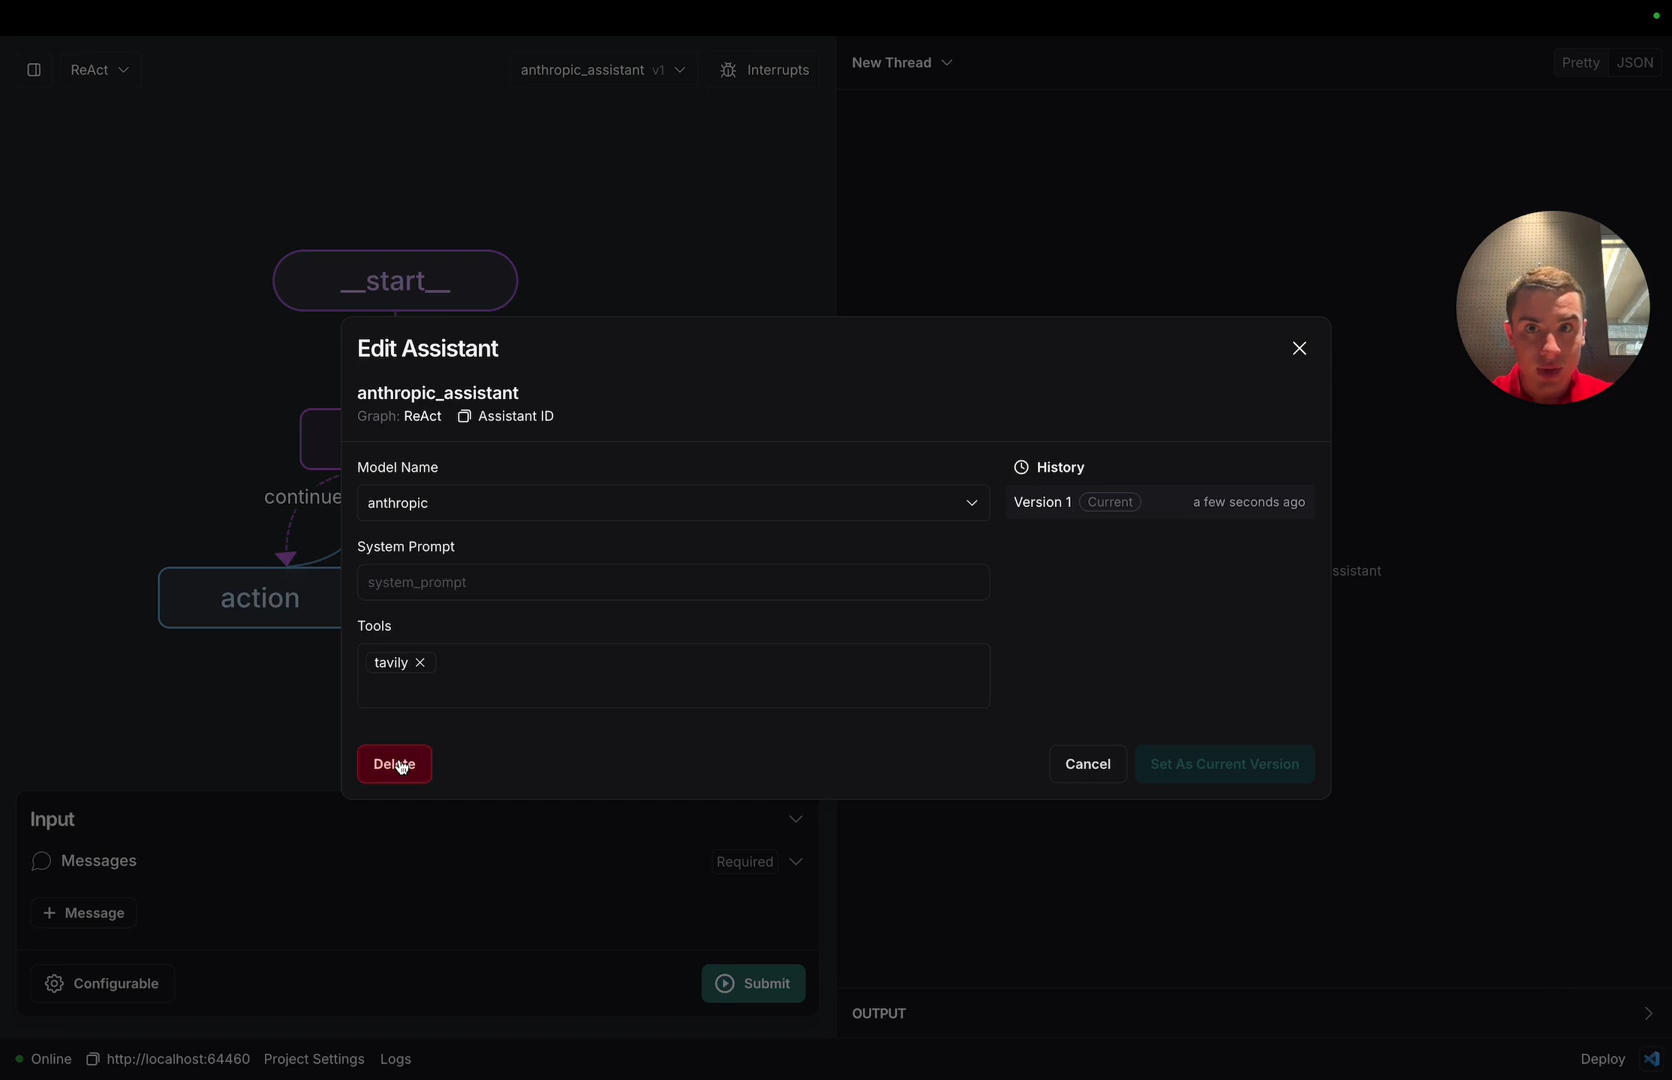 ReAct
anthropic_assistant v1
Interrupts
New Thread
Pretty
JSON
__start__
continue
action
Edit Assistant
anthropic_assistant
Graph: ReAct
Assistant ID
Model Name
anthropic
System Prompt
system_prompt
Tools
tavily
History
Version 1
Current
a few seconds ago
ssistant
Delete
Cancel
Set As Current Version
Input
Messages
Required
+ Message
Configurable
Submit
OUTPUT
Online
http://localhost:64460
Project Settings
Logs
Deploy